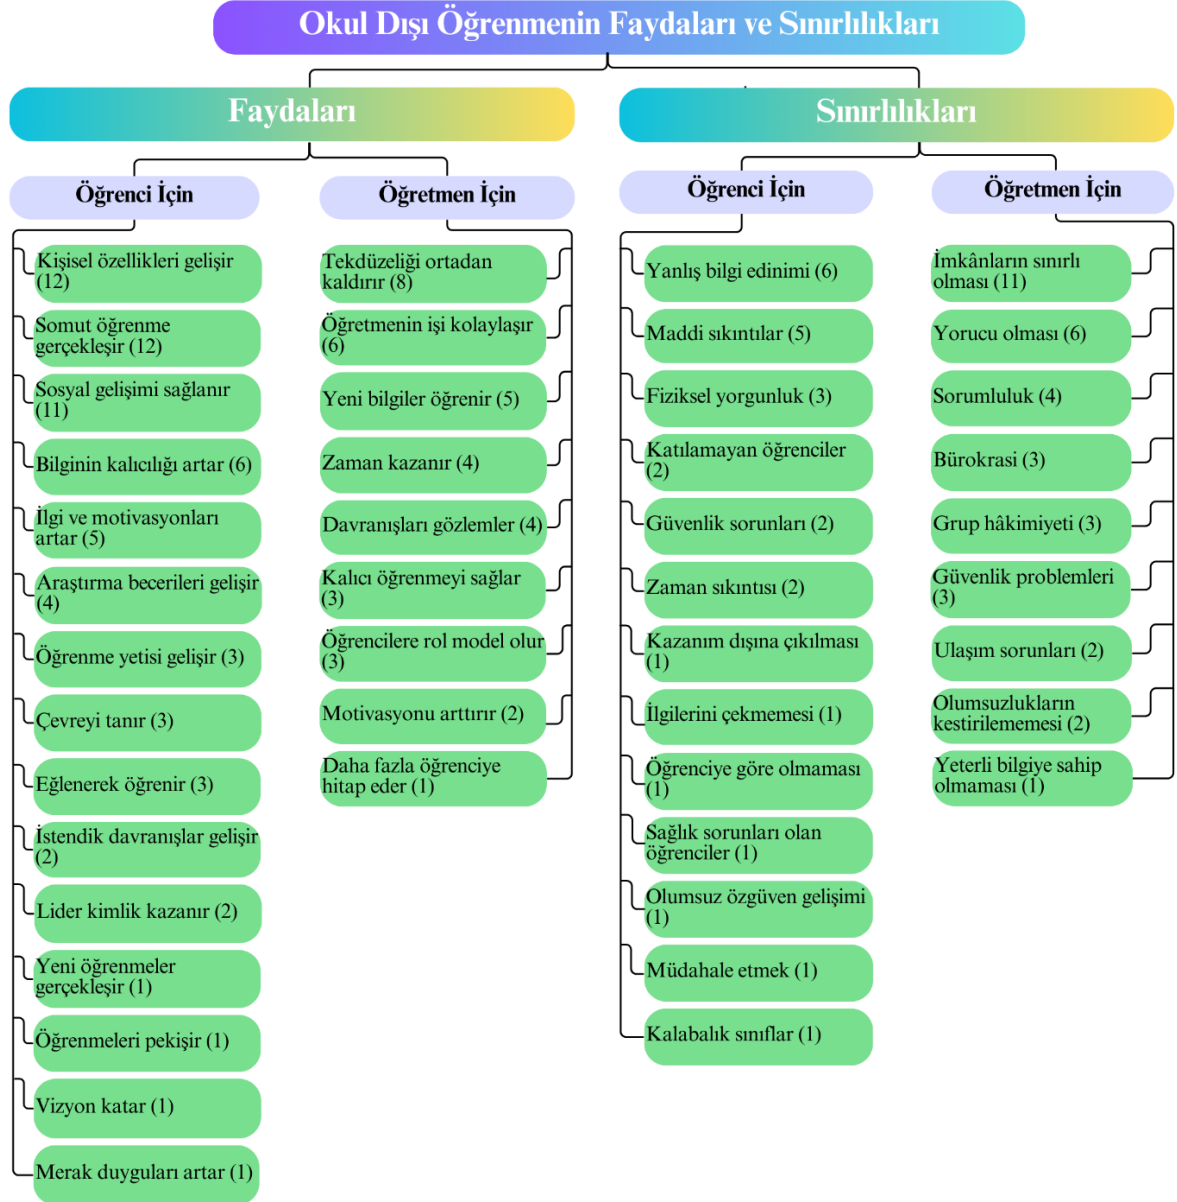 Okul Dışı Öğrenmenin Faydaları ve Sınırlılıkları
Faydaları
Öğrenci İçin
Kişisel özellikleri gelişir
(12)
Somut öğrenme
gerçekleşir (12)
Sosyal gelişimi sağlanır
(11)
Bilginin kalıcılığı artar (6)
İlgi ve motivasyonları
artar (5)
Araştırma becerileri gelişir
(4)
Öğrenme yetisi gelişir (3)
Çevreyi tanır (3)
Eğlenerek öğrenir (3)
İstendik davranışlar gelişir
(2)
Lider kimlik kazanır (2)
Yeni öğrenmeler
gerçekleşir (1)
Öğrenmeleri pekişir (1)
Vizyon katar (1)
Merak duyguları artar (1)
Öğretmen İçin
Tekdüzeliği ortadan
kaldırır (8)
Öğretmenin işi kolaylaşır
(6)
Yeni bilgiler öğrenir (5)
Zaman kazanır (4)
Davranışları gözlemler (4)
Kalıcı öğrenmeyi sağlar
(3)
Öğrencilere rol model olur
(3)
Motivasyonu arttırır (2)
Daha fazla öğrenciye
hitap eder (1)
Sınırlılıkları
Öğrenci İçin
Yanlış bilgi edinimi (6)
Maddi sıkıntılar (5)
Fiziksel yorgunluk (3)
Katılamayan öğrenciler
(2)
Güvenlik sorunları (2)
Zaman sıkıntısı (2)
Kazanım dışına çıkılması
(1)
İlgilerini çekmemesi (1)
Öğrenciye göre olmaması
(1)
Sağlık sorunları olan
öğrenciler (1)
Olumsuz özgüven gelişimi
(1)
Müdahale etmek (1)
Kalabalık sınıflar (1)
Öğretmen İçin
İmkânların sınırlı
olması (11)
Yorucu olması (6)
Sorumluluk (4)
Bürokrasi (3)
Grup hâkimiyeti (3)
Güvenlik problemleri
(3)
Ulaşım sorunları (2)
Olumsuzlukların
kestirilememesi (2)
Yeterli bilgiye sahip
olmaması (1)